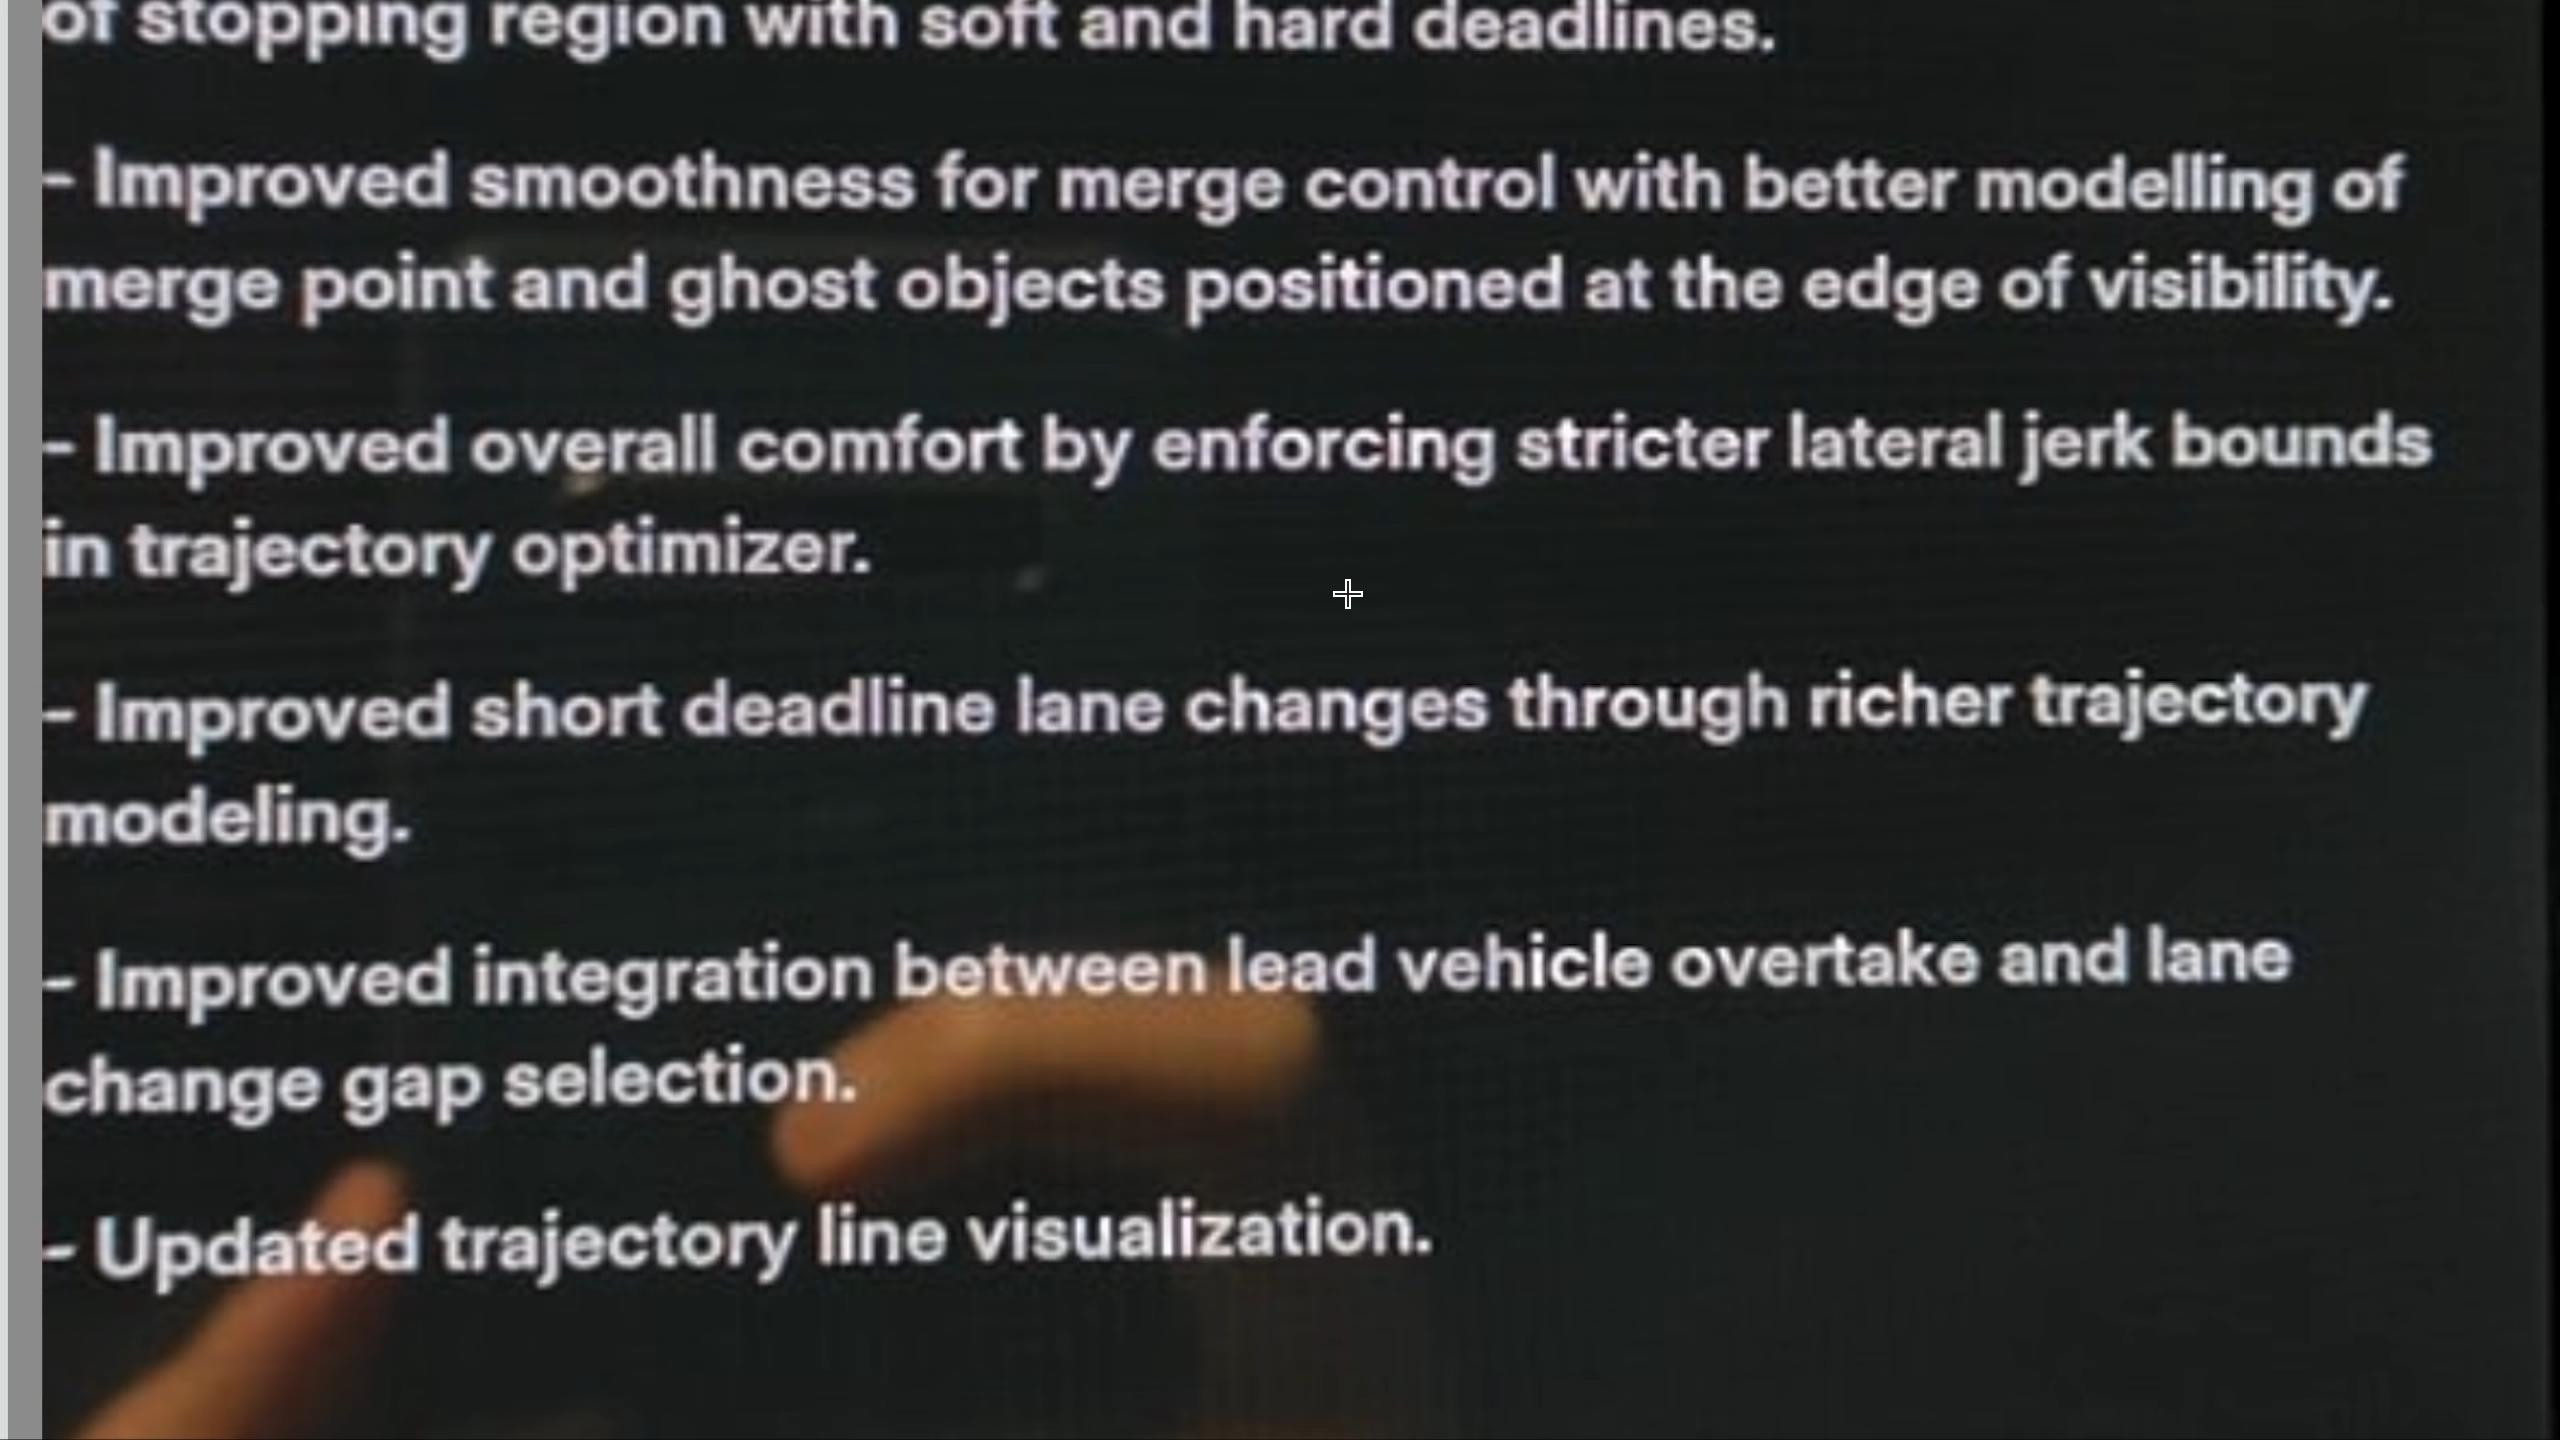 of stopping region with soft and hard deadlines.
- Improved smoothness for merge control with better modelling of
merge point and ghost objects positioned at the edge of visibility.
- Improved overall comfort by enforcing stricter lateral jerk bounds
in trajectory optimizer.
- Improved short deadline lane changes through richer trajectory
modeling.
- Improved integration between lead vehicle overtake and lane
change gap selection.
- Updated trajectory line visualization.